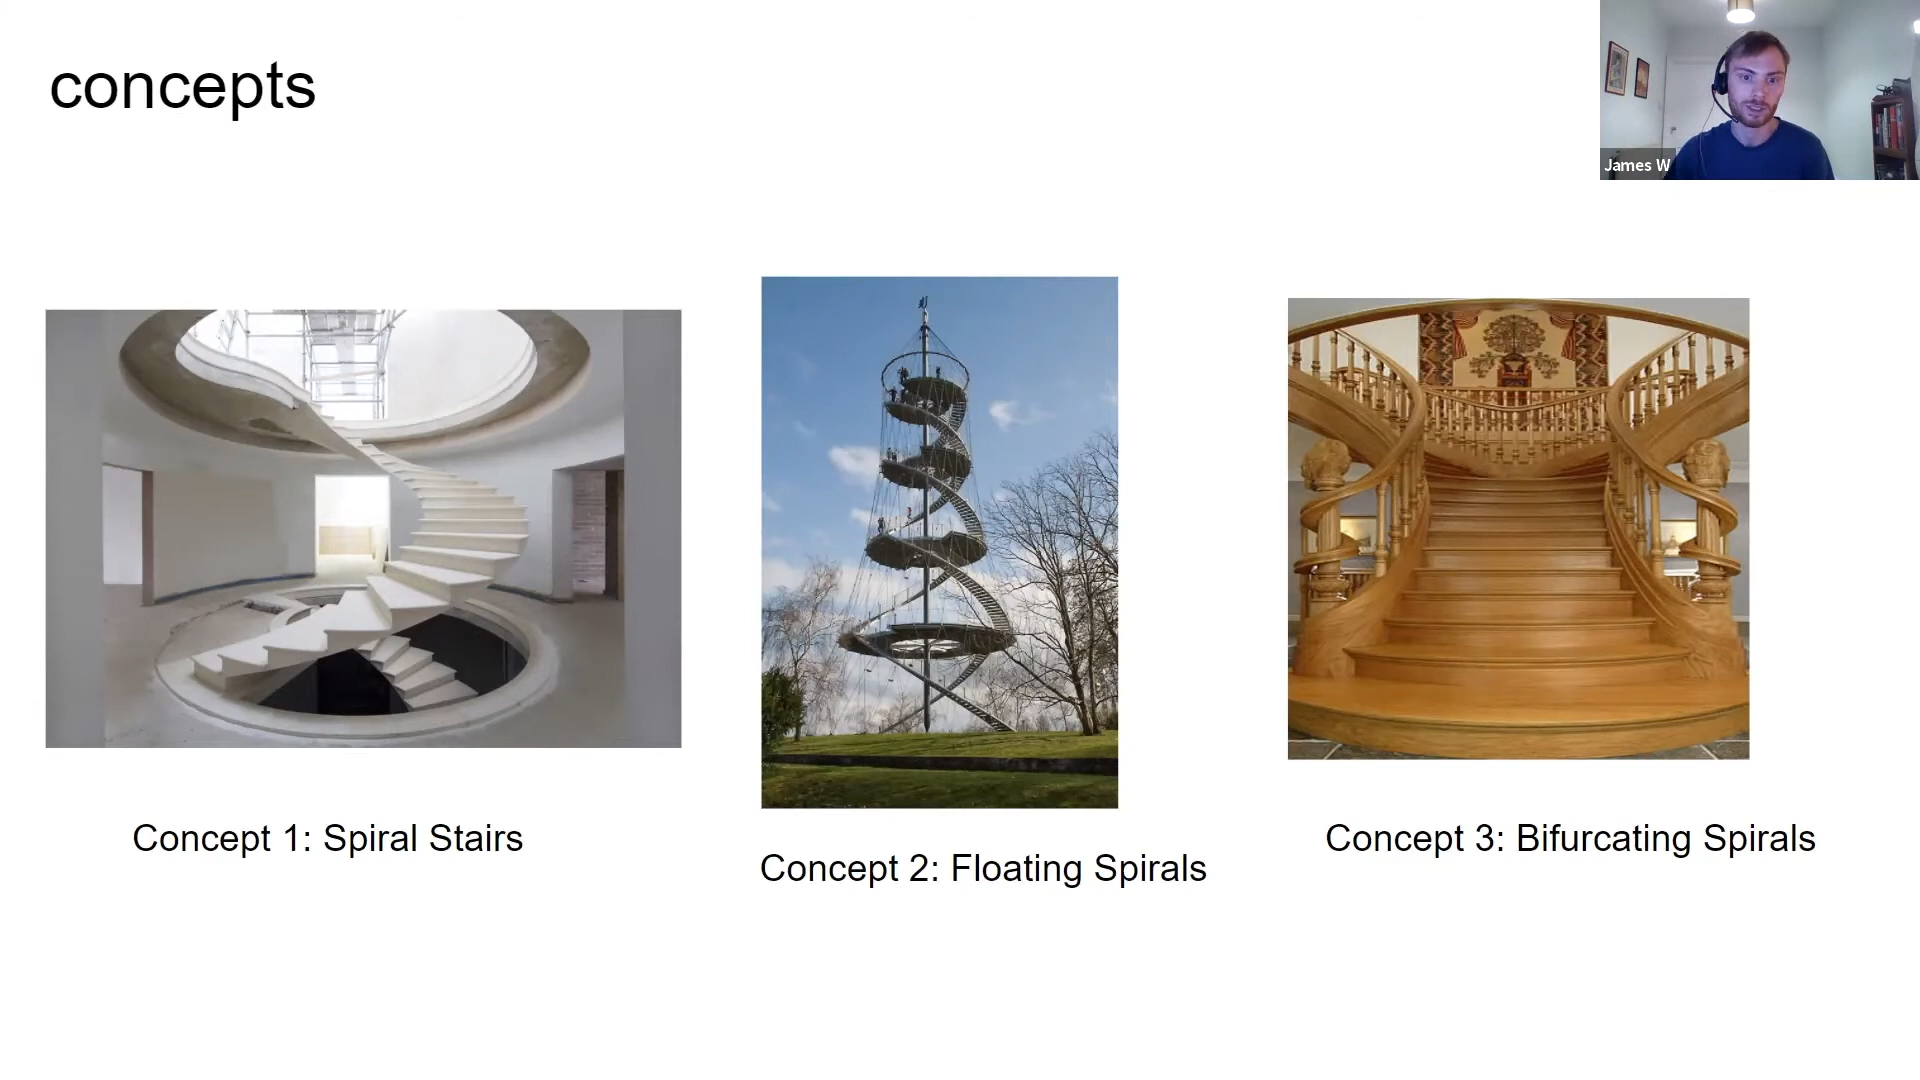 concepts
James W
Concept 1: Spiral Stairs
Concept 2: Floating Spirals
Concept 3: Bifurcating Spirals